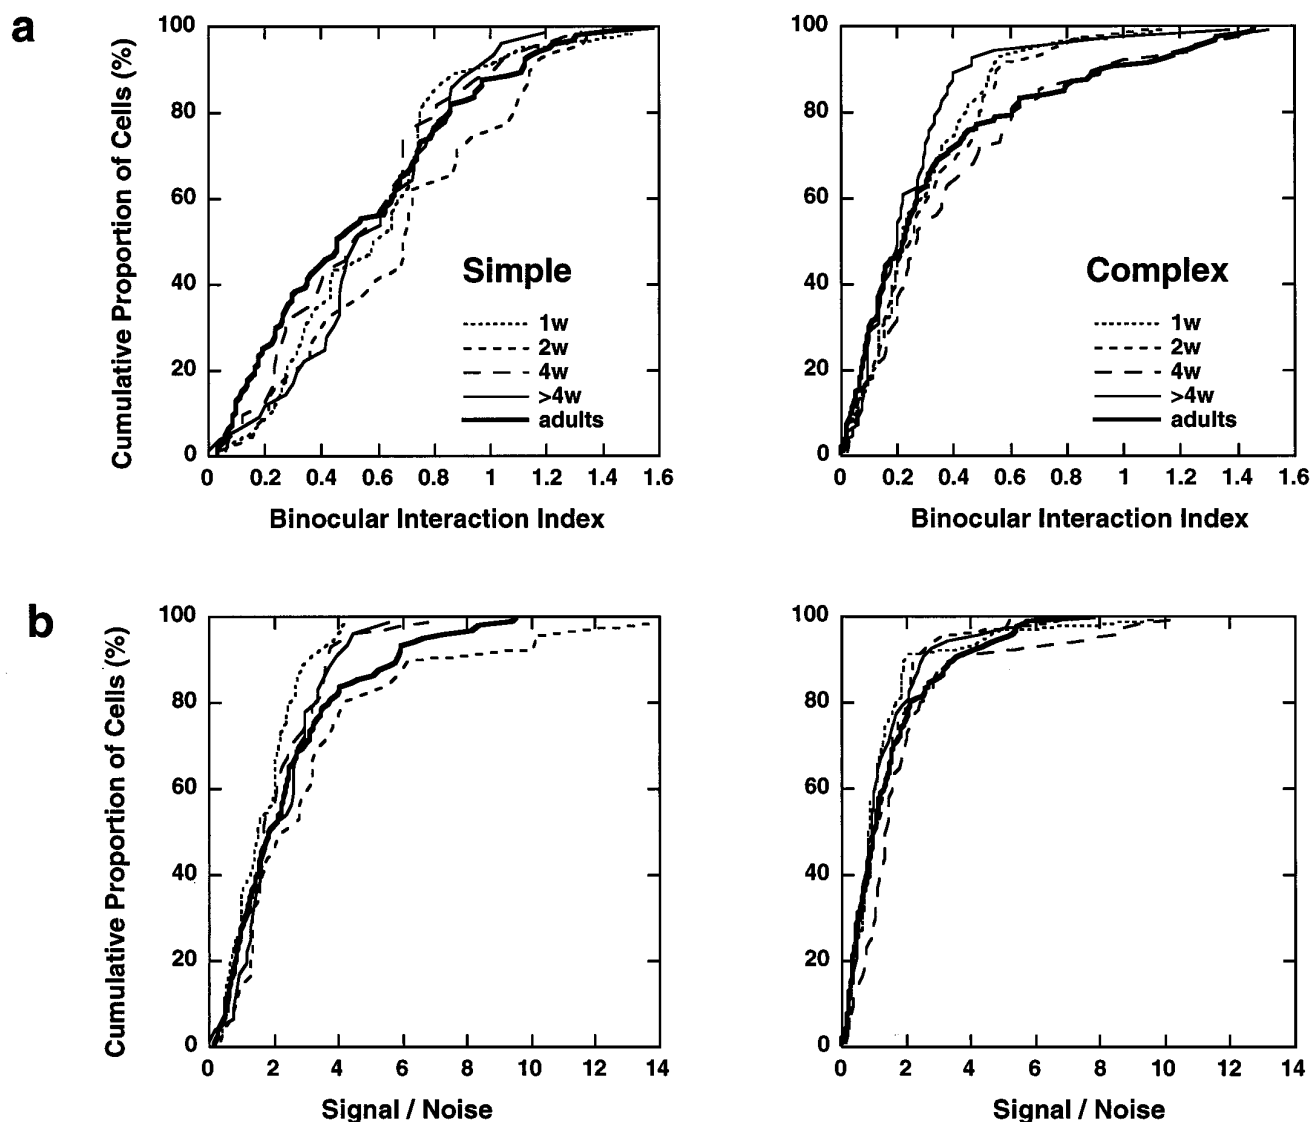 a
Cumulative Proportion of Cells (%)
100
80
60
40
20
0
0 0.2 0.4 0.6 0.8 1 1.2 1.4 1.6
Binocular Interaction Index
Simple
1w
2w
4w
>4w
adults
100
80
60
40
20
0
0 0.2 0.4 0.6 0.8 1 1.2 1.4 1.6
Binocular Interaction Index
Complex
1w
2w
4w
>4w
adults
b
Cumulative Proportion of Cells (%)
100
80
60
40
20
0
0 2 4 6 8 10 12 14
Signal / Noise
100
80
60
40
20
0
0 2 4 6 8 10 12 14
Signal / Noise